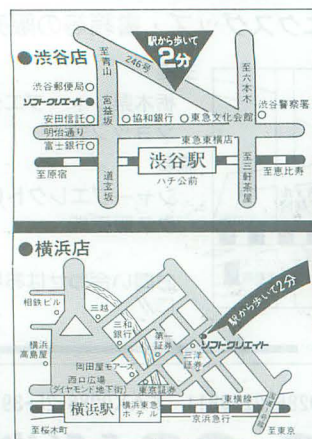 ●渋谷店
駅から歩いて
2分
至青山
246号
至六本木
渋谷郵便局
ソフトクリエイト
宮益坂
渋谷警察署
安田信託
協和銀行
東急文化会館
明治通り
東急東横店
富士銀行
渋谷駅
ハチ公前
道玄坂
至三軒茶屋
至原宿
至恵比寿
●横浜店
駅から歩いて2分
相鉄ビル
三越
三和銀行
第一証券
ソフトクリエイト
三洋証券
横浜高島屋
岡田屋モアーズ
西口広場
ダイヤモンド地下街
東京証券
横浜駅
横浜東急ホテル
東横線
京浜急行
至桜木町
至東京